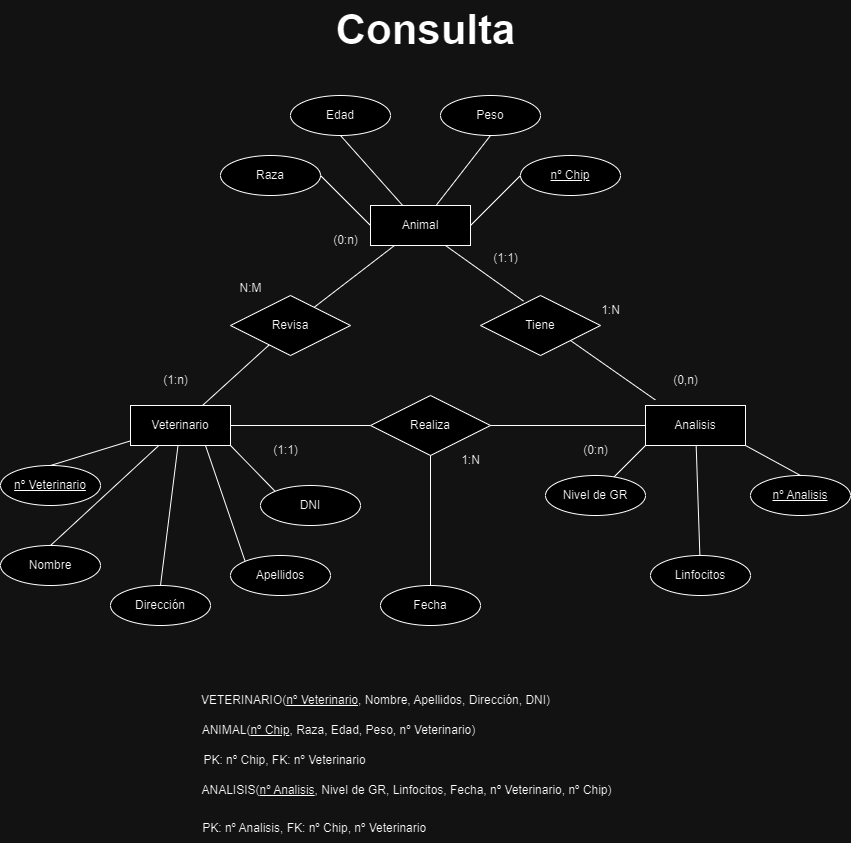 Consulta
Edad
Peso
Raza
nº Chip
Animal
(0:n)
(1:1)
N:M
1:N
Revisa
Tiene
(1:n)
(0,n)
Veterinario
Realiza
Analisis
(1:1)
1:N
(0:n)
nº Veterinario
DNI
Nivel de GR
nº Analisis
Nombre
Apellidos
Linfocitos
Dirección
Fecha
VETERINARIO(nº Veterinario, Nombre, Apellidos, Dirección, DNI)
ANIMAL(nº Chip, Raza, Edad, Peso, nº Veterinario)
PK: nº Chip, FK: nº Veterinario
ANALISIS(nº Analisis, Nivel de GR, Linfocitos, Fecha, nº Veterinario, nº Chip)
PK: nº Analisis, FK: nº Chip, nº Veterinario